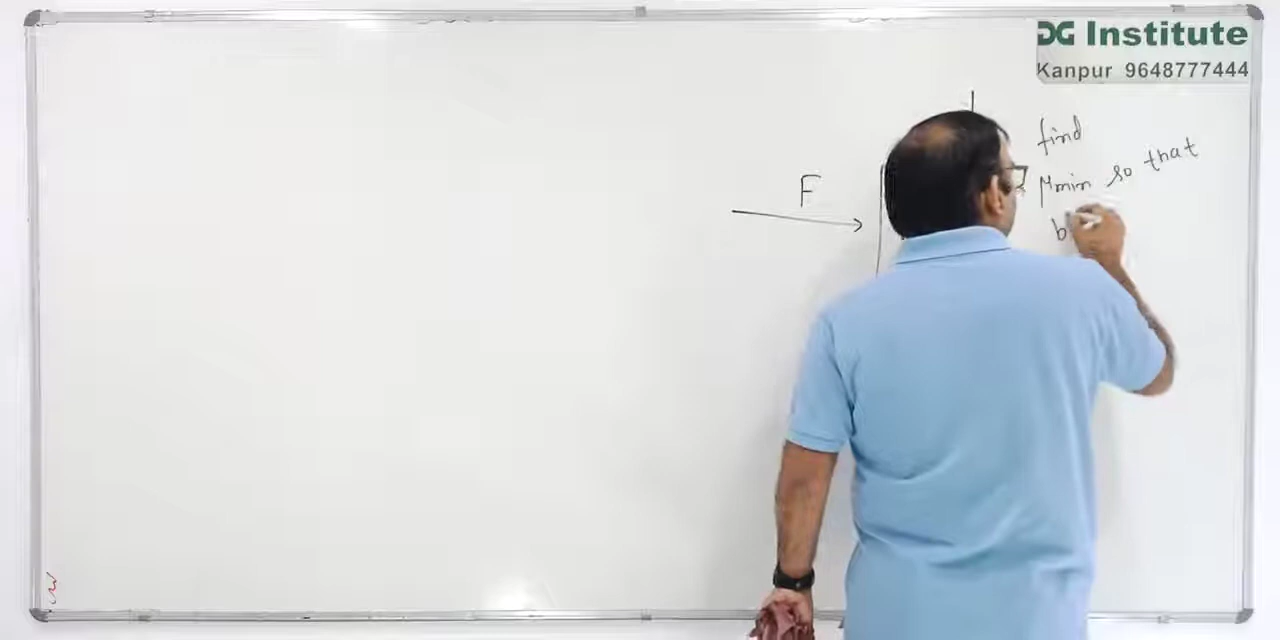 DG Institute
Kanpur 9648777444
find
μmin so that
F
b